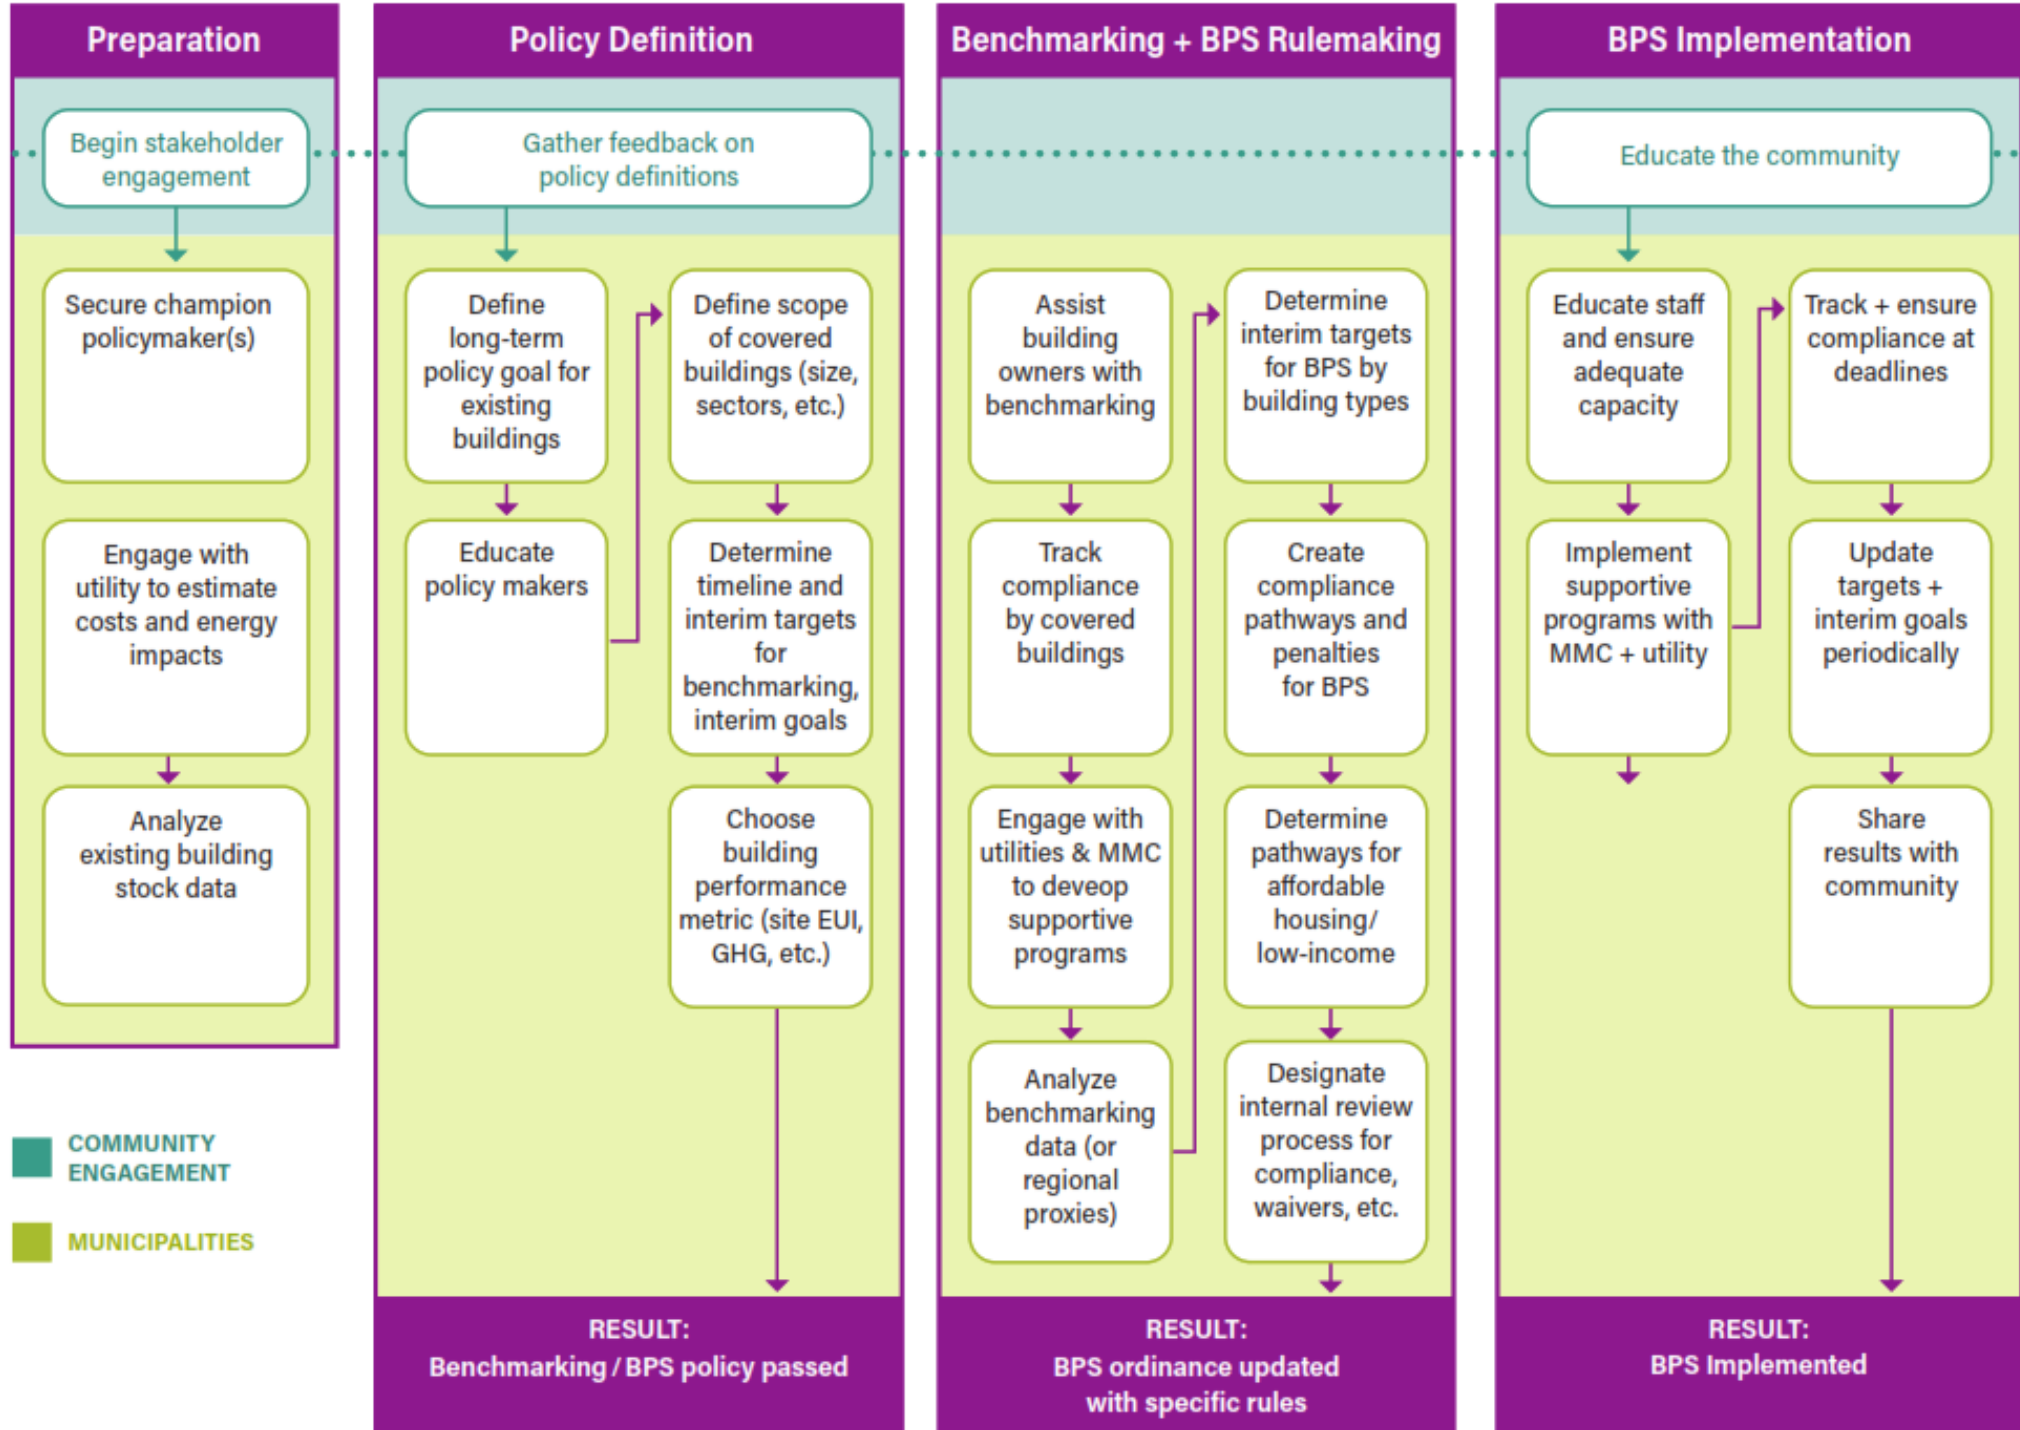 Preparation
Begin stakeholder
engagement
Secure champion
policymaker(s)
Engage with
utility to estimate
costs and energy
impacts
Analyze
existing building
stock data
COMMUNITY
ENGAGEMENT
MUNICIPALITIES
Policy Definition
Gather feedback on
policy definitions
Define
long-term
policy goal for
existing
buildings
Educate
policy makers
Define scope
of covered
buildings (size,
sectors, etc.)
Determine
timeline and
interim targets
for
benchmarking,
interim goals
Choose
building
performance
metric (site EUI,
GHG, etc.)
RESULT:
Benchmarking / BPS policy passed
Benchmarking + BPS Rulemaking
Assist
building
owners with
benchmarking
Track
compliance
by covered
buildings
Engage with
utilities & MMC
to deveop
supportive
programs
Analyze
benchmarking
data (or
regional
proxies)
Determine
interim targets
for BPS by
building types
Create
compliance
pathways and
penalties
for BPS
Determine
pathways for
affordable
housing/
low-income
Designate
internal review
process for
compliance,
waivers, etc.
RESULT:
BPS ordinance updated
with specific rules
BPS Implementation
Educate the community
Educate staff
and ensure
adequate
capacity
Implement
supportive
programs with
MMC + utility
Track + ensure
compliance at
deadlines
Update
targets +
interim goals
periodically
Share
results with
community
RESULT:
BPS Implemented